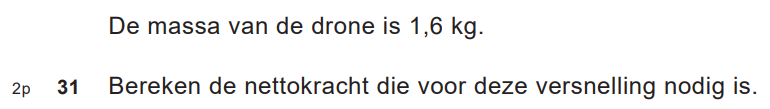 De massa van de drone is 1,6 kg.
2p 31 Bereken de nettokracht die voor deze versnelling nodig is.